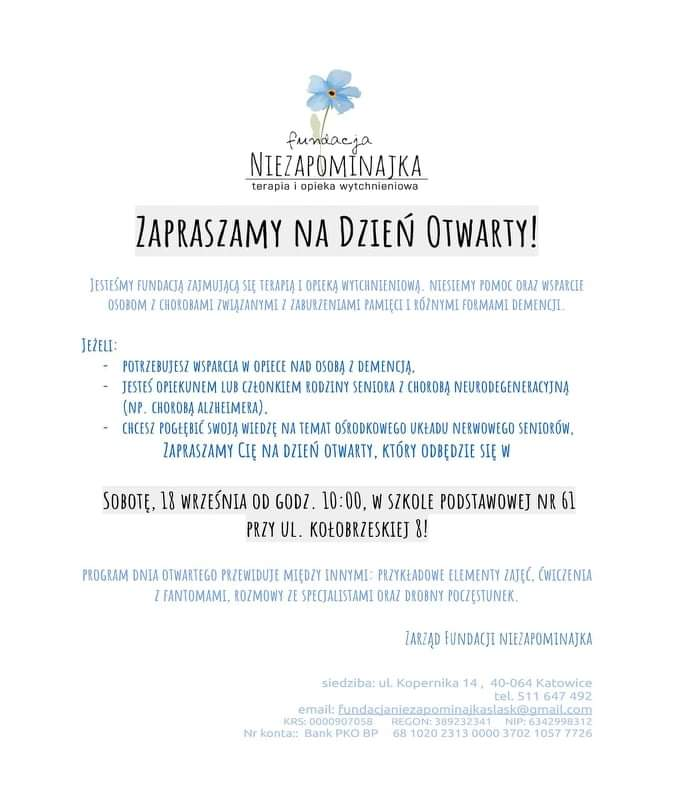 fundacja
NIEZAPOMINAJKA
terapia i opieka wytchnieniowa
ZAPRASZAMY NA DZIEŃ OTWARTY!
JESTEŚMY FUNDACJĄ ZAJMUJĄCĄ SIĘ TERAPIĄ I OPIEKĄ WYTCHNIENIOWĄ. NIESIEMY POMOC ORAZ WSPARCIE
OSOBOM Z CHOROBAMI ZWIĄZANYMI Z ZABURZENIAMI PAMIĘCI I RÓŻNYMI FORMAMI DEMENCJI.
JEŻELI:
- POTRZEBUJESZ WSPARCIA W OPIECE NAD OSOBĄ Z DEMENCJĄ,
- JESTEŚ OPIEKUNEM LUB CZŁONKIEM RODZINY SENIORA Z CHOROBĄ NEURODEGENERACYJNĄ
(NP. CHOROBĄ ALZHEIMERA),
- CHCESZ POGŁĘBIĆ SWOJĄ WIEDZĘ NA TEMAT OŚRODKOWEGO UKŁADU NERWOWEGO SENIORÓW,
ZAPRASZAMY CIĘ NA DZIEŃ OTWARTY, KTÓRY ODBĘDZIE SIĘ W
SOBOTĘ, 18 WRZEŚNIA OD GODZ. 10:00, W SZKOLE PODSTAWOWEJ NR 61
PRZY UL. KOŁOBRZESKIEJ 8!
PROGRAM DNIA OTWARTEGO PRZEWIDUJE MIĘDZY INNYMI: PRZYKŁADOWE ELEMENTY ZAJĘĆ, ĆWICZENIA
Z FANTOMAMI, ROZMOWY ZE SPECJALISTAMI ORAZ DROBNY POCZĘSTUNEK.
ZARZĄD FUNDACJI NIEZAPOMINAJKA
siedziba: ul. Kopernika 14 , 40-064 Katowice
tel. 511 647 492
email: fundacjaniezapominajkaslask@gmail.com
KRS: 0000907058 REGON: 389232341 NIP: 6342998312
Nr konta:: Bank PKO BP 68 1020 2313 0000 3702 1057 7726